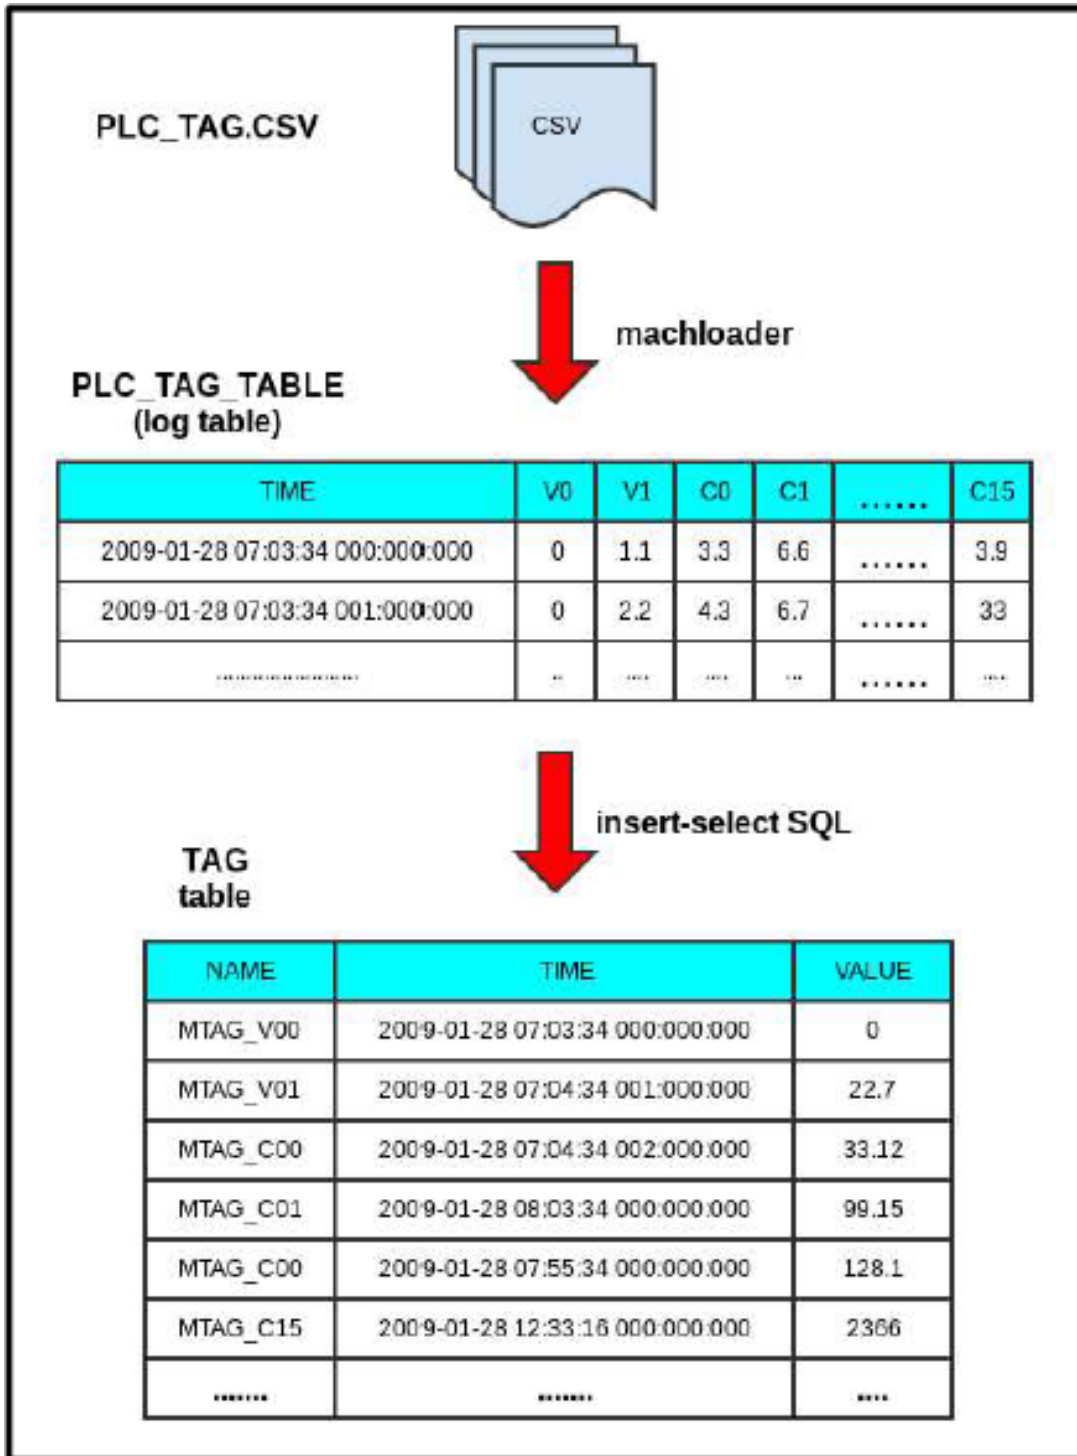 PLC_TAG.CSV
CSV
machloader
PLC_TAG_TABLE
(log table)
TIME V0 V1 C0 C1 ...... C15
2009-01-28 07:03:34 000:000:000 0 1.1 3.3 6.6 ...... 3.9
2009-01-28 07:03:34 001:000:000 0 2.2 4.3 6.7 ...... 33
........................ .. .... .... ... ...... ....
insert-select SQL
TAG
table
NAME TIME VALUE
MTAG_V00 2009-01-28 07:03:34 000:000:000 0
MTAG_V01 2009-01-28 07:04:34 001:000:000 22.7
MTAG_C00 2009-01-28 07:04:34 002:000:000 33.12
MTAG_C01 2009-01-28 08:03:34 000:000:000 99.15
MTAG_C00 2009-01-28 07:55:34 000:000:000 128.1
MTAG_C15 2009-01-28 12:33:16 000:000:000 2366
....... ....... ....